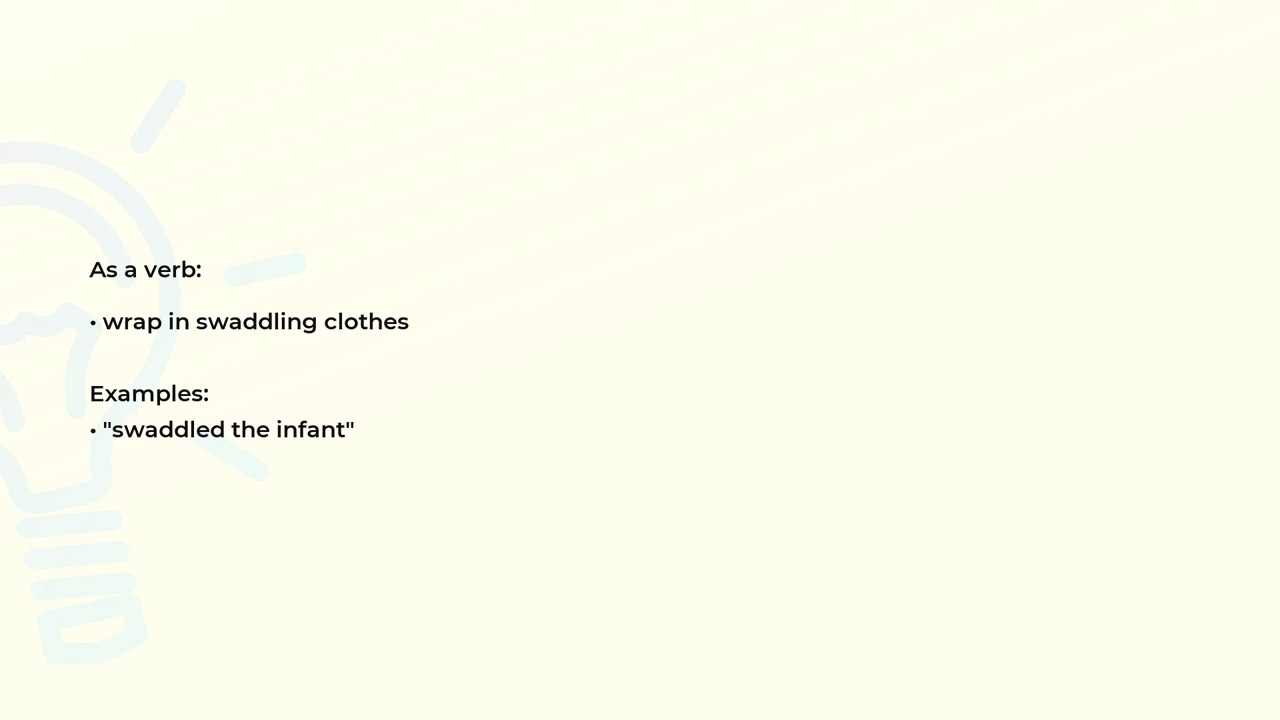 As a verb:
• wrap in swaddling clothes
Examples:
• "swaddled the infant"